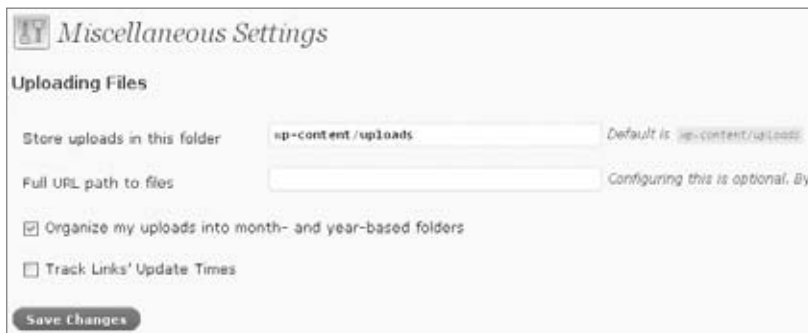 Miscellaneous Settings
Uploading Files
Store uploads in this folder wp-content/uploads Default is wp-content/uploads
Full URL path to files Configuring this is optional. By
Organize my uploads into month- and year-based folders
Track Links' Update Times
Save Changes